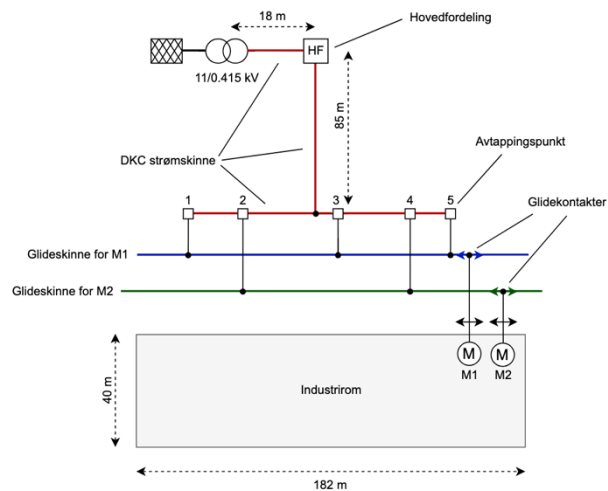 18 m
Hovedfordeling
HF
11/0.415 kV
85 m
DKC strømskinne
Avtappingspunkt
1
2
3
4
5
Glidekontakter
Glideskinne for M1
Glideskinne for M2
M
M
M1
M2
40 m
Industrirom
182 m